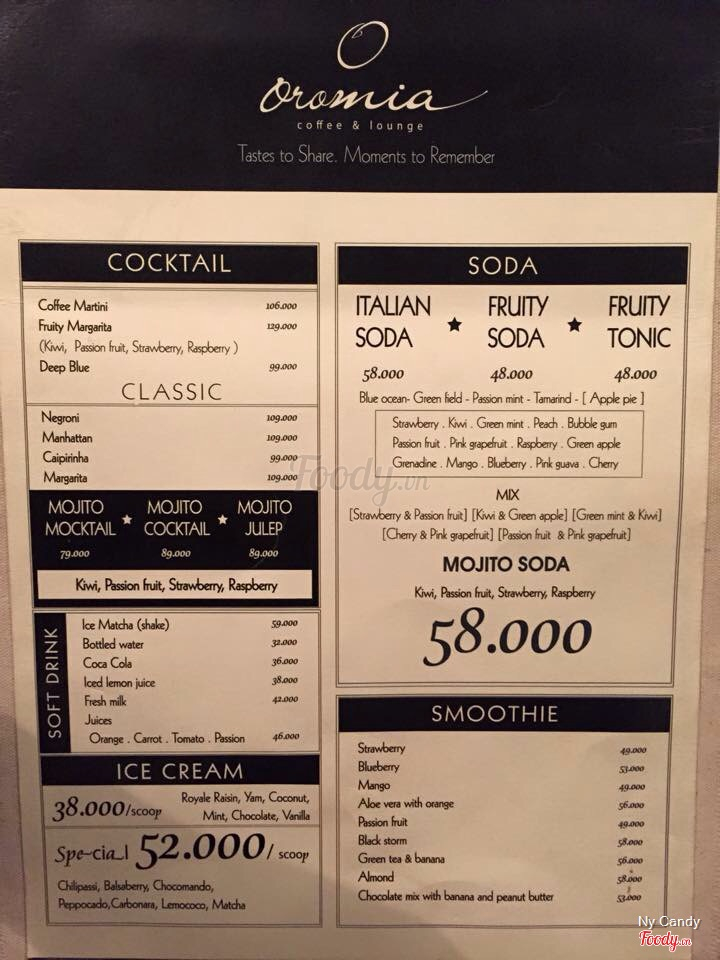 oromia
coffee & lounge
Tastes to Share. Moments to Remember
COCKTAIL
Coffee Martini 106.000
Fruity Margarita 129.000
(Kiwi, Passion fruit, Strawberry, Raspberry )
Deep Blue 99.000
CLASSIC
Negroni 109.000
Manhattan 109.000
Caipirinha 99.000
Margarita 109.000
MOJITO MOCKTAIL ★ MOJITO COCKTAIL ★ MOJITO JULEP
79.000 89.000 89.000
Kiwi, Passion fruit, Strawberry, Raspberry
SOFT DRINK
Ice Matcha (shake) 59.000
Bottled water 32.000
Coca Cola 36.000
Iced lemon juice 38.000
Fresh milk 42.000
Juices
Orange . Carrot . Tomato . Passion 46.000
ICE CREAM
38.000/scoop
Royale Raisin, Yam, Coconut,
Mint, Chocolate, Vanilla
Spe-cia_l 52.000/ scoop
Chilipassi, Balsaberry, Chocomando,
Peppocado,Carbonara, Lemococo, Matcha
SODA
ITALIAN SODA ★ FRUITY SODA ★ FRUITY TONIC
58.000 48.000 48.000
Blue ocean- Green field - Passion mint - Tamarind - [ Apple pie ]
Strawberry . Kiwi . Green mint . Peach . Bubble gum
Passion fruit . Pink grapefruit . Raspberry . Green apple
Grenadine . Mango . Blueberry . Pink guava . Cherry
MIX
[Strawberry & Passion fruit] [Kiwi & Green apple] [Green mint & Kiwi]
[Cherry & Pink grapefruit] [Passion fruit & Pink grapefruit]
MOJITO SODA
Kiwi, Passion fruit, Strawberry, Raspberry
58.000
SMOOTHIE
Strawberry 49.000
Blueberry 53.000
Mango 49.000
Aloe vera with orange 56.000
Passion fruit 49.000
Black storm 58.000
Green tea & banana 56.000
Almond 58.000
Chocolate mix with banana and peanut butter 53.000
Foody.vn
Ny Candy
Foody.vn